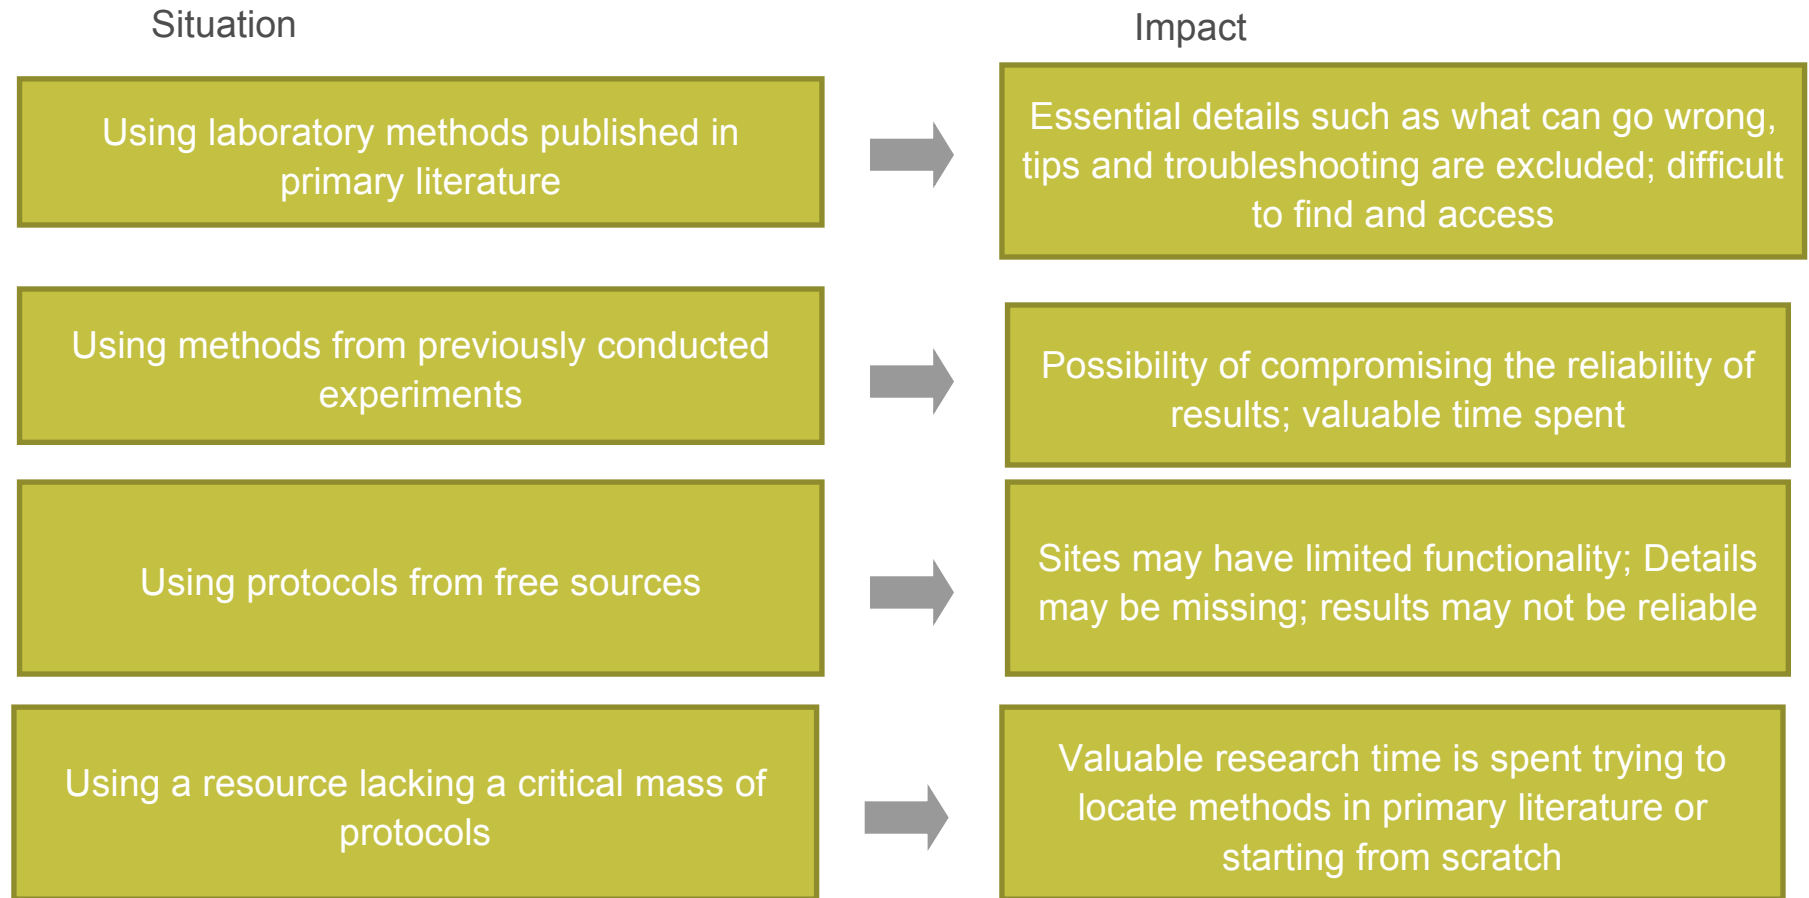 Situation
Impact
Using laboratory methods published in
primary literature
Essential details such as what can go wrong,
tips and troubleshooting are excluded; difficult
to find and access
Using methods from previously conducted
experiments
Possibility of compromising the reliability of
results; valuable time spent
Using protocols from free sources
Sites may have limited functionality; Details
may be missing; results may not be reliable
Using a resource lacking a critical mass of
protocols
Valuable research time is spent trying to
locate methods in primary literature or
starting from scratch